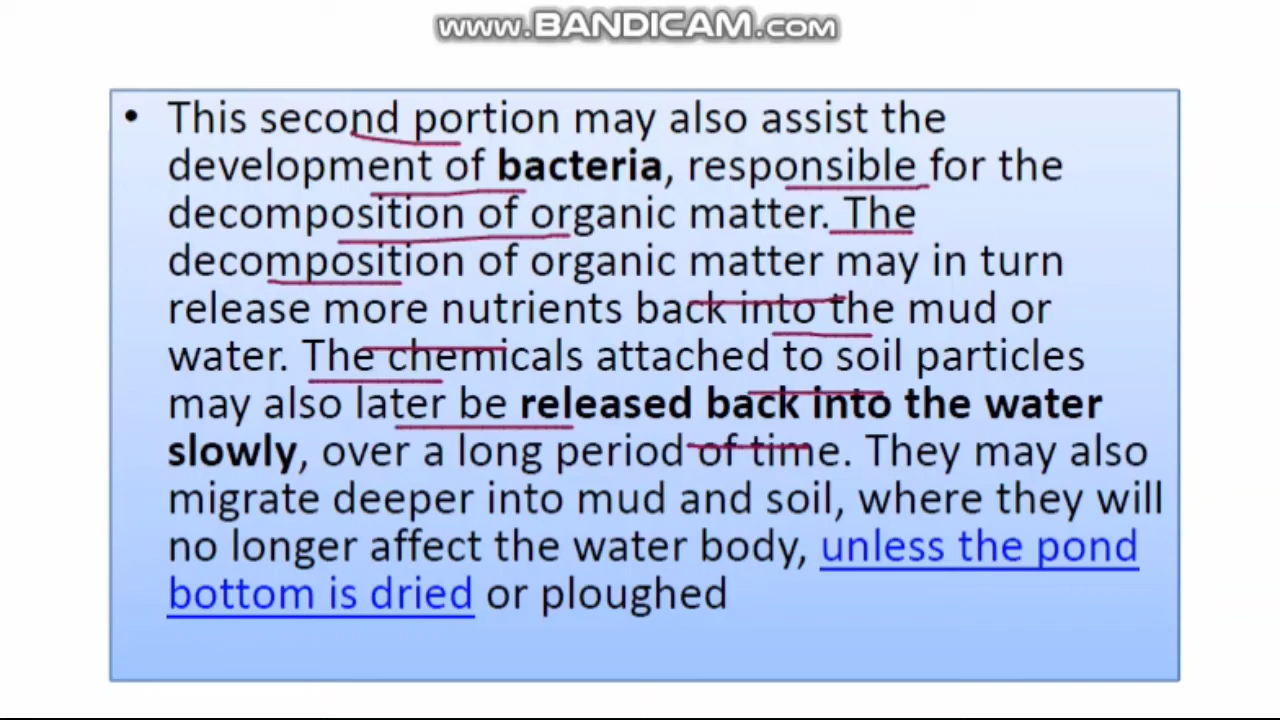 www.BANDICAM.com
• This second portion may also assist the
development of bacteria, responsible for the
decomposition of organic matter. The
decomposition of organic matter may in turn
release more nutrients back into the mud or
water. The chemicals attached to soil particles
may also later be released back into the water
slowly, over a long period of time. They may also
migrate deeper into mud and soil, where they will
no longer affect the water body, unless the pond
bottom is dried or ploughed